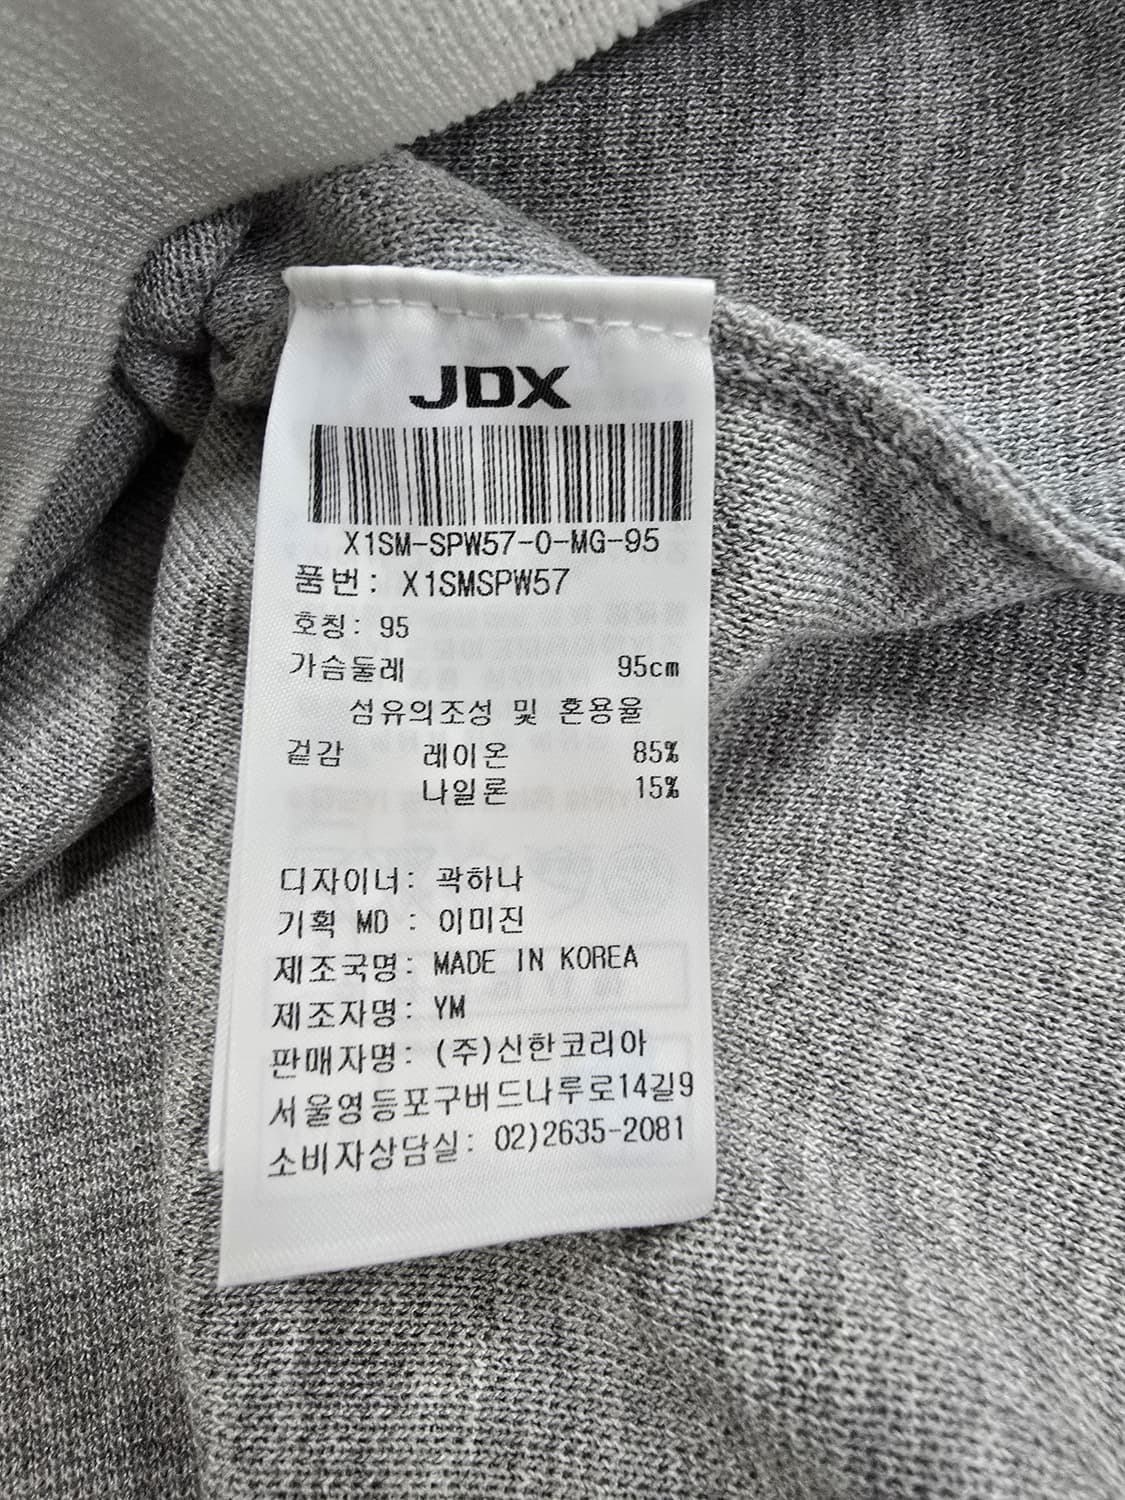 JDX
X1SM-SPW57-0-MG-95
품번: X1SMSPW57
호칭: 95
가슴둘레 95cm
섬유의조성 및 혼용율
겉감 레이온 85%
나일론 15%
디자이너: 곽하나
기획 MD : 이미진
제조국명: MADE IN KOREA
제조자명: YM
판매자명: (주)신한코리아
서울영등포구버드나루로14길9
소비자상담실: 02)2635-2081